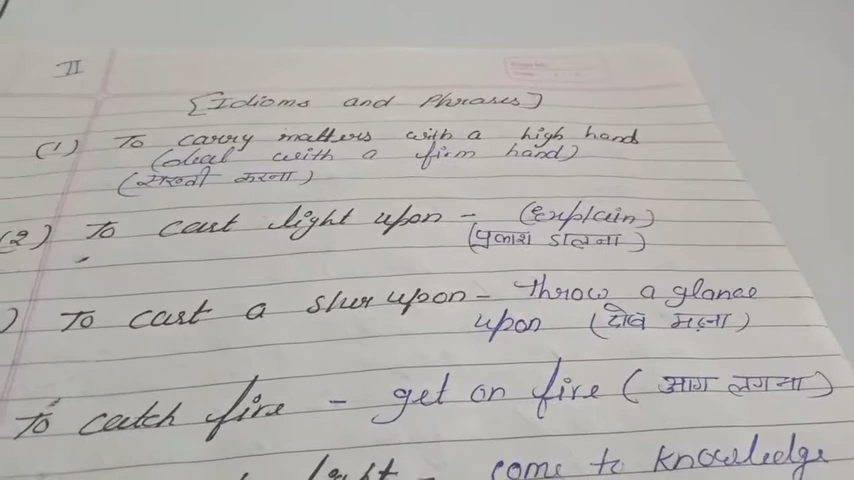 II
[Idioms and Phrases]
(1) To carry matters with a high hand
(deal with a firm hand)
(सख्ती करना)
(2) To cast light upon - (Explain)
(प्रकाश डालना)
) To cast a slur upon - Throw a glance
upon (दोष मढ़ना)
To catch fire - get on fire (आग लगना)
light - come to knowledge